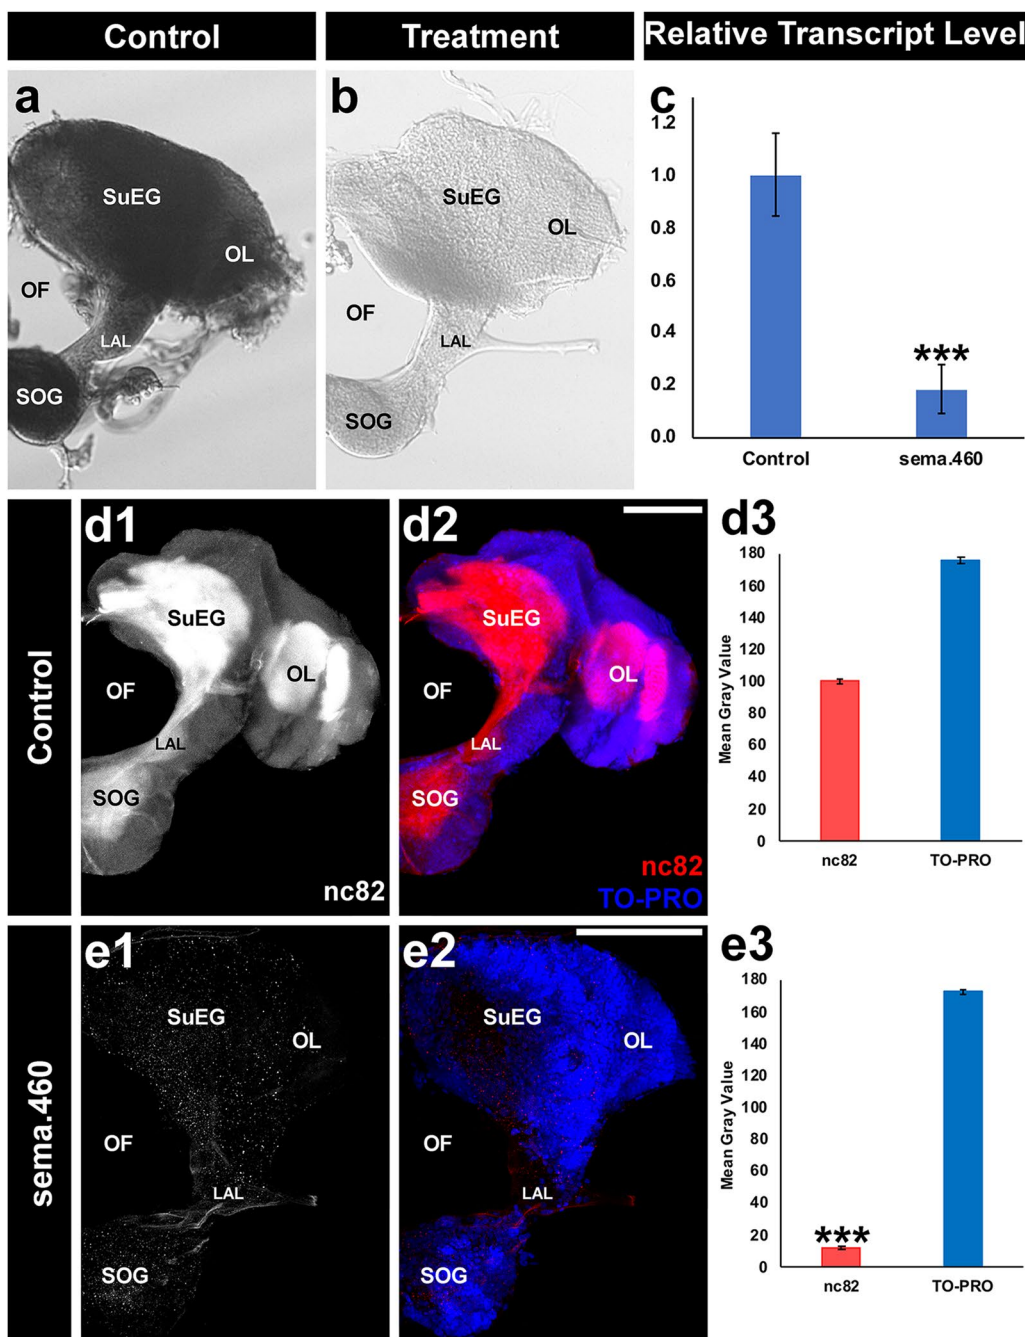 Control
Treatment
Relative Transcript Level
a
SuEG
OL
OF
LAL
SOG
b
SuEG
OL
OF
LAL
SOG
c
1.2
1.0
0.8
0.6
0.4
0.2
0.0
***
Control
sema.460
Control
d1
SuEG
OL
OF
LAL
SOG
nc82
d2
SuEG
OL
OF
LAL
SOG
nc82
TO-PRO
d3
Mean Gray Value
180
160
140
120
100
80
60
40
20
0
nc82
TO-PRO
sema.460
e1
SuEG
OL
OF
LAL
SOG
e2
SuEG
OL
OF
LAL
SOG
e3
Mean Gray Value
180
160
140
120
100
80
60
40
20
0
***
nc82
TO-PRO